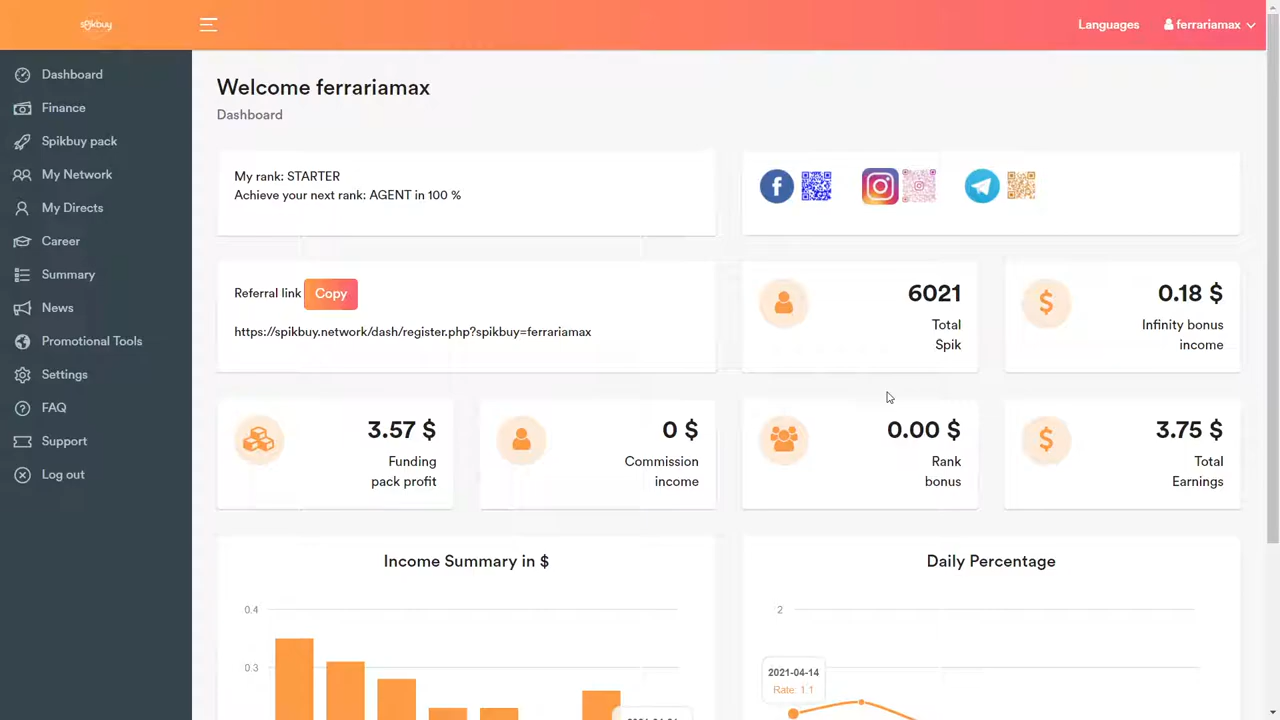 spikbuy
Languages
ferrariamax
Dashboard
Finance
Spikbuy pack
My Network
My Directs
Career
Summary
News
Promotional Tools
Settings
FAQ
Support
Log out
Welcome ferrariamax
Dashboard
My rank: STARTER
Achieve your next rank: AGENT in 100 %
Referral link Copy
https://spikbuy.network/dash/register.php?spikbuy=ferrariamax
6021
Total
Spik
0.18 $
Infinity bonus
income
3.57 $
Funding
pack profit
0 $
Commission
income
0.00 $
Rank
bonus
3.75 $
Total
Earnings
Income Summary in $
0.4
0.3
Daily Percentage
2
2021-04-14
Rate: 1.1